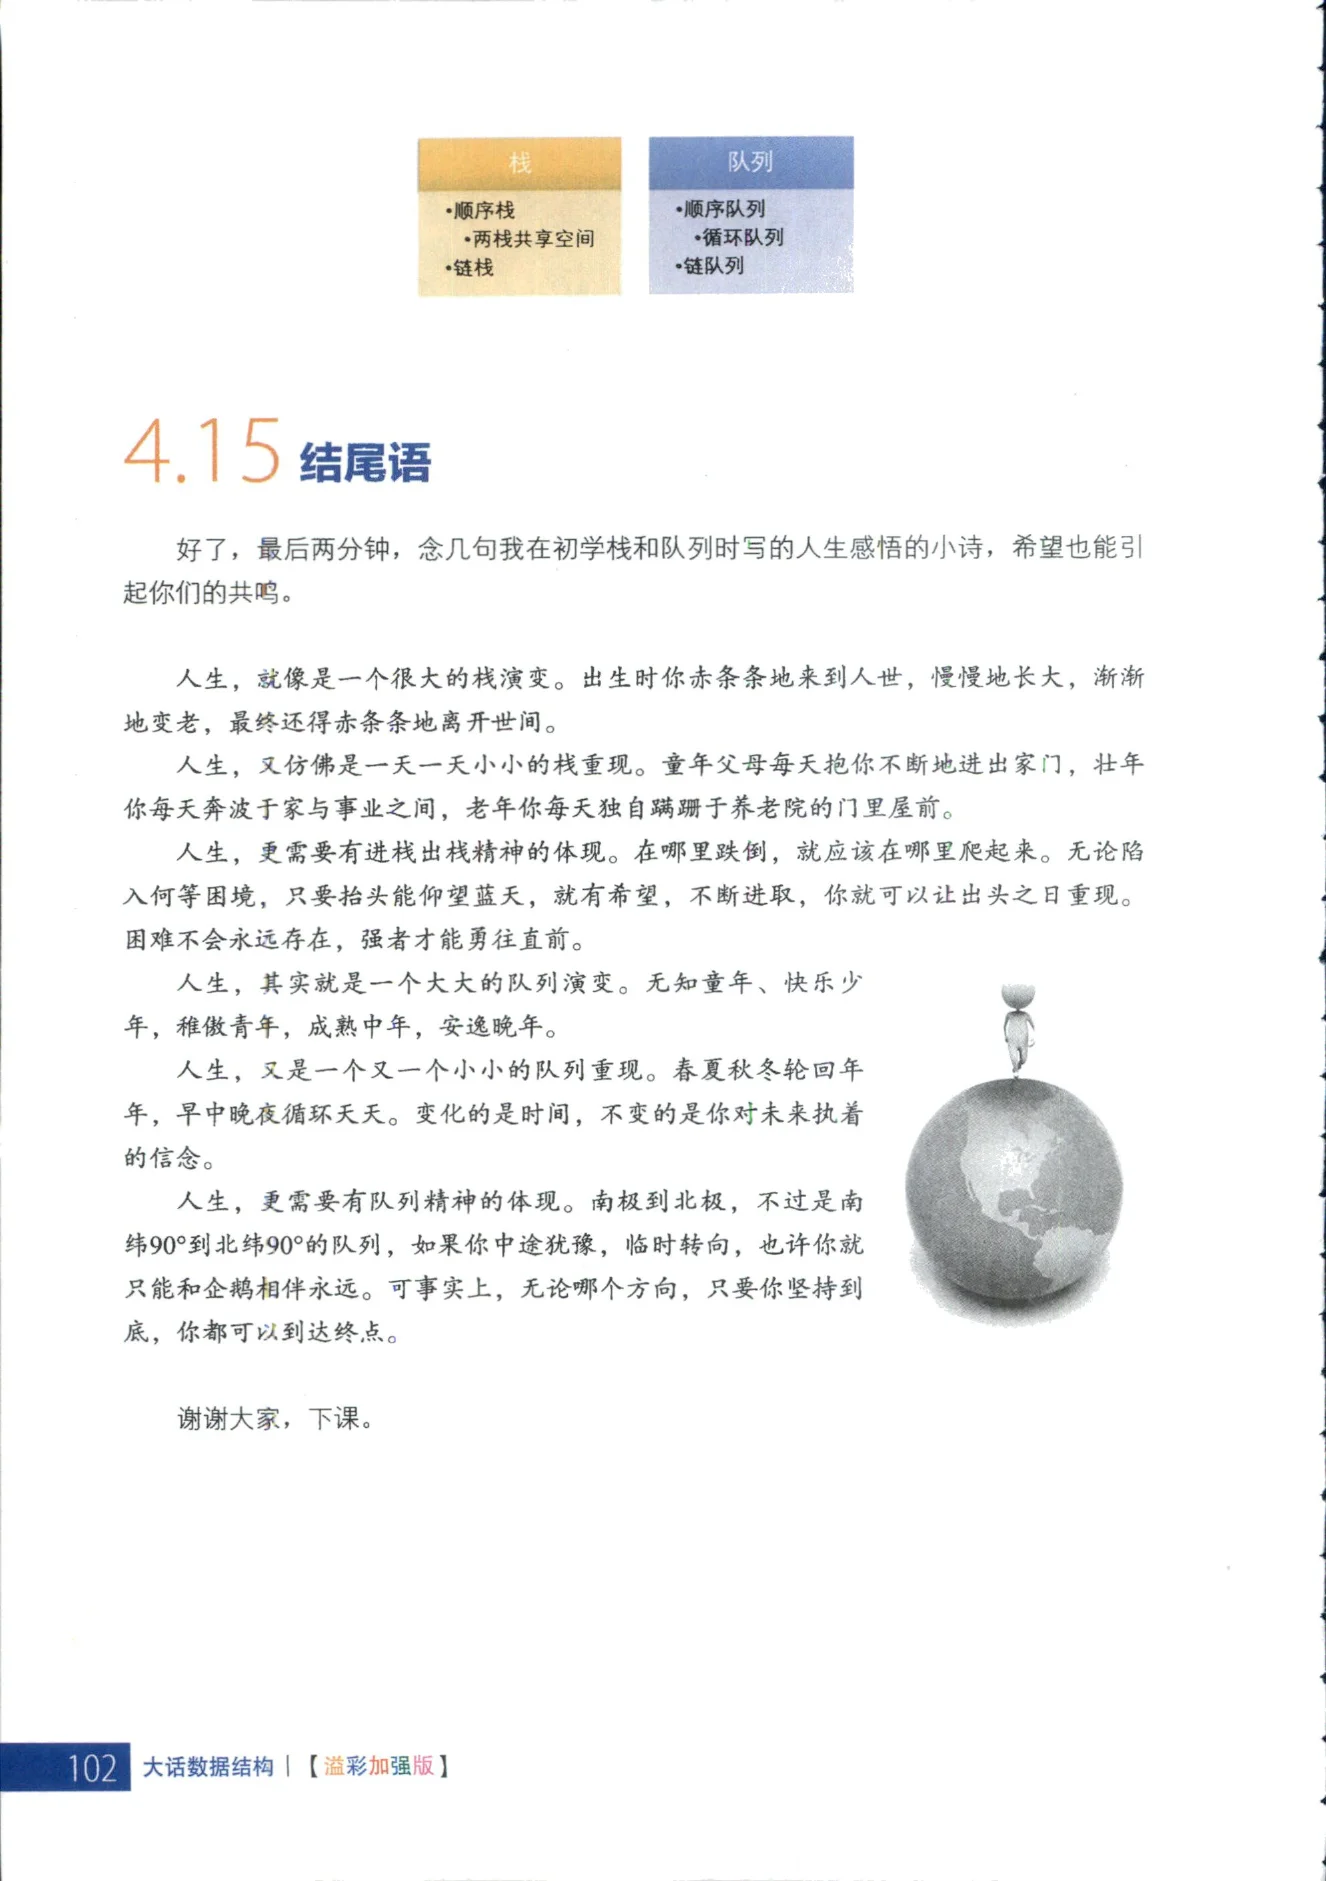 栈
•顺序栈
•两栈共享空间
•链栈
队列
•顺序队列
•循环队列
•链队列
4.15 结尾语
好了，最后两分钟，念几句我在初学栈和队列时写的人生感悟的小诗，希望也能引
起你们的共鸣。
人生，就像是一个很大的栈演变。出生时你赤条条地来到人世，慢慢地长大，渐渐
地变老，最终还得赤条条地离开世间。
人生，又仿佛是一天一天小小的栈重现。童年父母每天抱你不断地进出家门，壮年
你每天奔波于家与事业之间，老年你每天独自蹒跚于养老院的门里屋前。
人生，更需要有进栈出栈精神的体现。在哪里跌倒，就应该在哪里爬起来。无论陷
入何等困境，只要抬头能仰望蓝天，就有希望，不断进取，你就可以让出头之日重现。
困难不会永远存在，强者才能勇往直前。
人生，其实就是一个大大的队列演变。无知童年、快乐少
年，稚傲青年，成熟中年，安逸晚年。
人生，又是一个又一个小小的队列重现。春夏秋冬轮回年
年，早中晚夜循环天天。变化的是时间，不变的是你对未来执着
的信念。
人生，更需要有队列精神的体现。南极到北极，不过是南
纬90°到北纬90°的队列，如果你中途犹豫，临时转向，也许你就
只能和企鹅相伴永远。可事实上，无论哪个方向，只要你坚持到
底，你都可以到达终点。
谢谢大家，下课。
102 大话数据结构 | 【溢彩加强版】